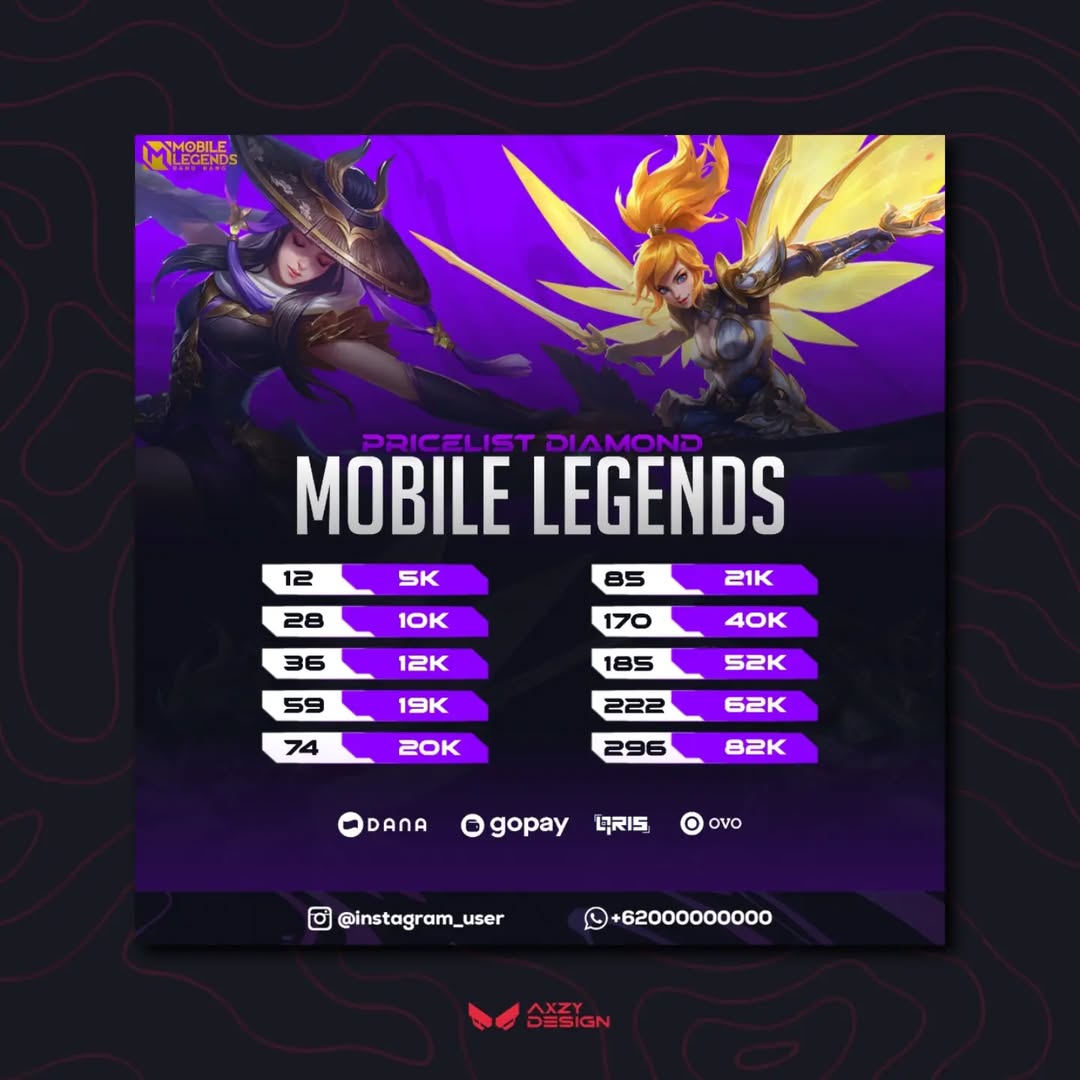 MOBILE
LEGENDS
BANG BANG
PRICELIST DIAMOND
MOBILE LEGENDS
12 5K
28 10K
36 12K
59 19K
74 20K
85 21K
170 40K
185 52K
222 62K
296 82K
DANA gopay QRIS OVO
@instagram_user +62000000000
AXZY
DESIGN